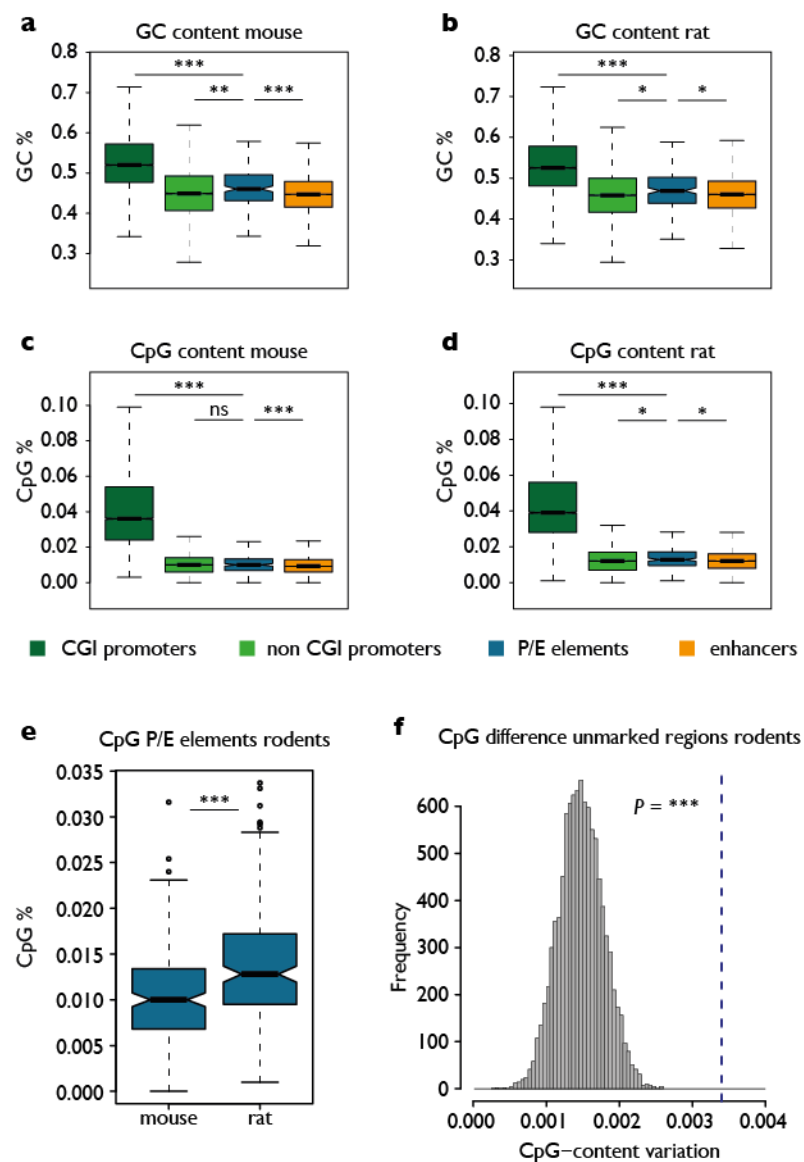 a
GC content mouse
GC %
0.8
0.7
0.6
0.5
0.4
0.3
***
** ***
b
GC content rat
GC %
0.8
0.7
0.6
0.5
0.4
0.3
***
* *
c
CpG content mouse
CpG %
0.10
0.08
0.06
0.04
0.02
0.00
***
ns ***
d
CpG content rat
CpG %
0.10
0.08
0.06
0.04
0.02
0.00
***
* *
CGI promoters non CGI promoters P/E elements enhancers
e
CpG P/E elements rodents
CpG %
0.035
0.030
0.025
0.020
0.015
0.010
0.005
0.000
***
mouse rat
f
CpG difference unmarked regions rodents
Frequency
600
500
400
300
200
100
0
P = ***
0.000 0.001 0.002 0.003 0.004
CpG-content variation